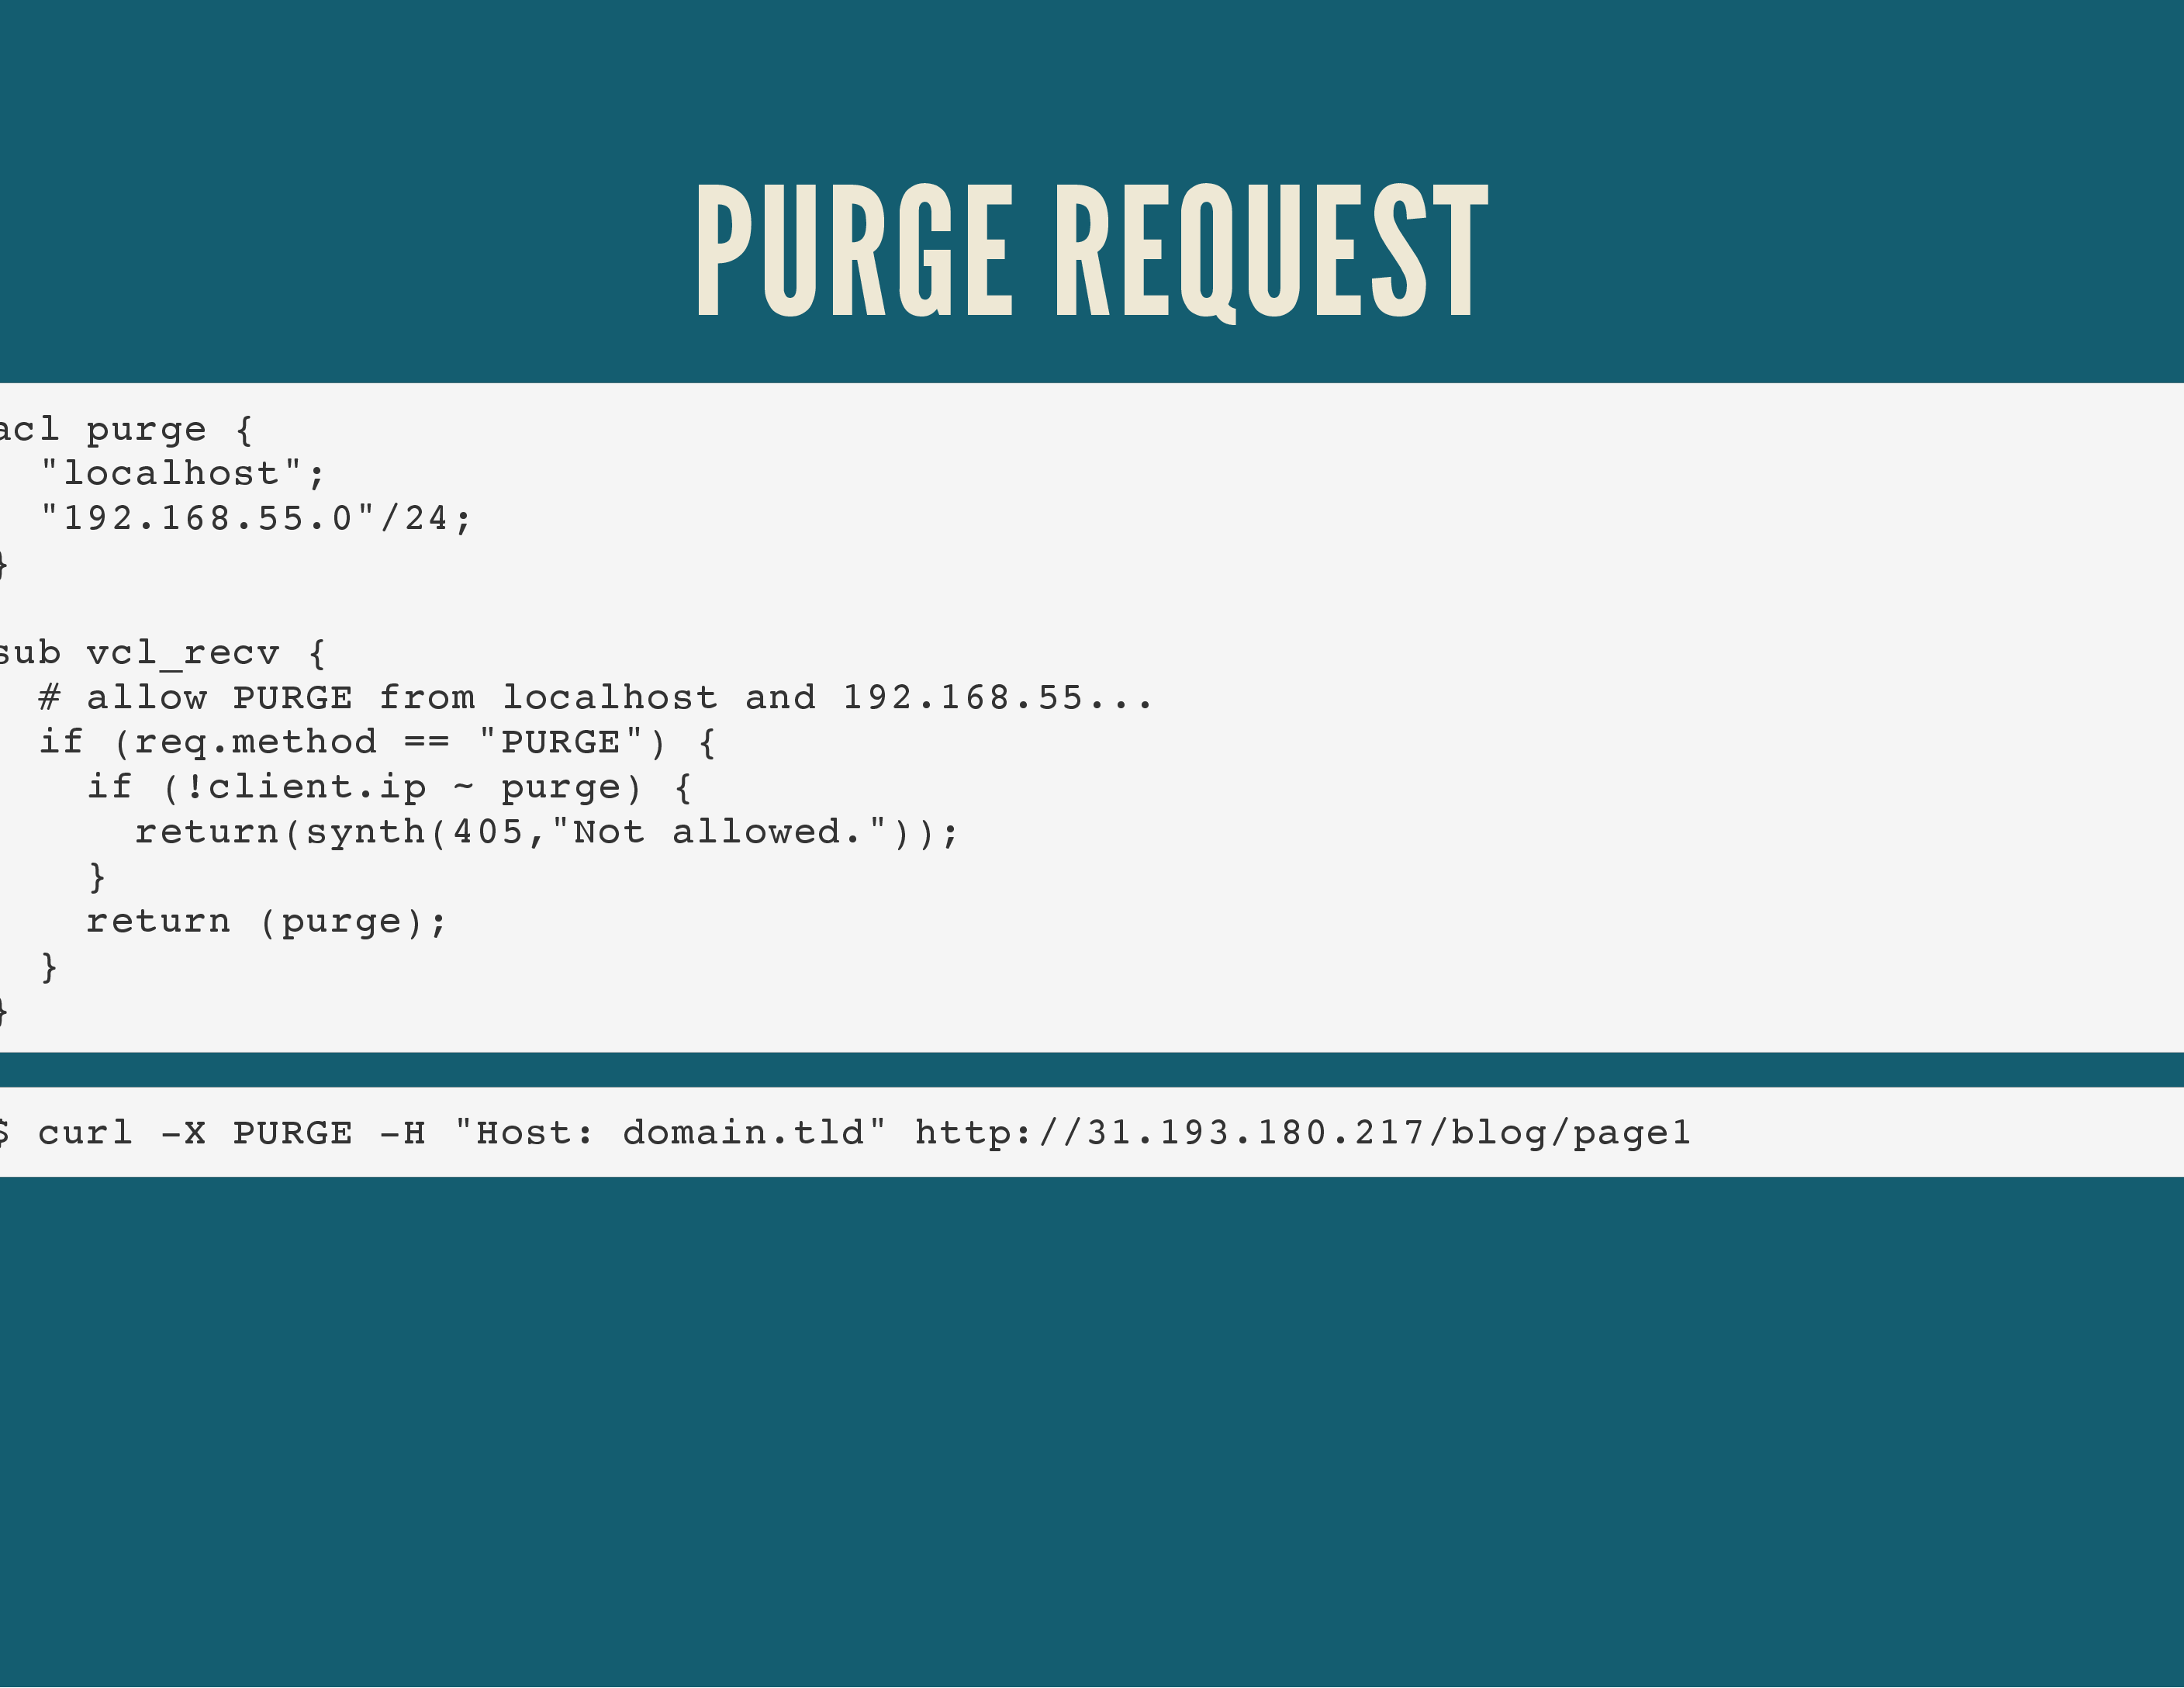 PURGE REQUEST
acl purge {
  "localhost";
  "192.168.55.0"/24;
}
sub vcl_recv {
  # allow PURGE from localhost and 192.168.55...
  if (req.method == "PURGE") {
    if (!client.ip ~ purge) {
      return(synth(405,"Not allowed."));
    }
    return (purge);
  }
}
$ curl -X PURGE -H "Host: domain.tld" http://31.193.180.217/blog/page1